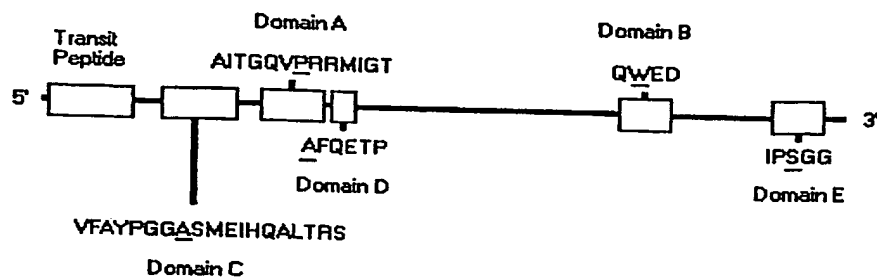 Domain A
Domain B
Transit
Peptide
AITGQVPRRMIGT
QWED
5'
3'
AFQETP
Domain D
IPSGG
Domain E
VFAYPGGASMEIHQALTRS
Domain C